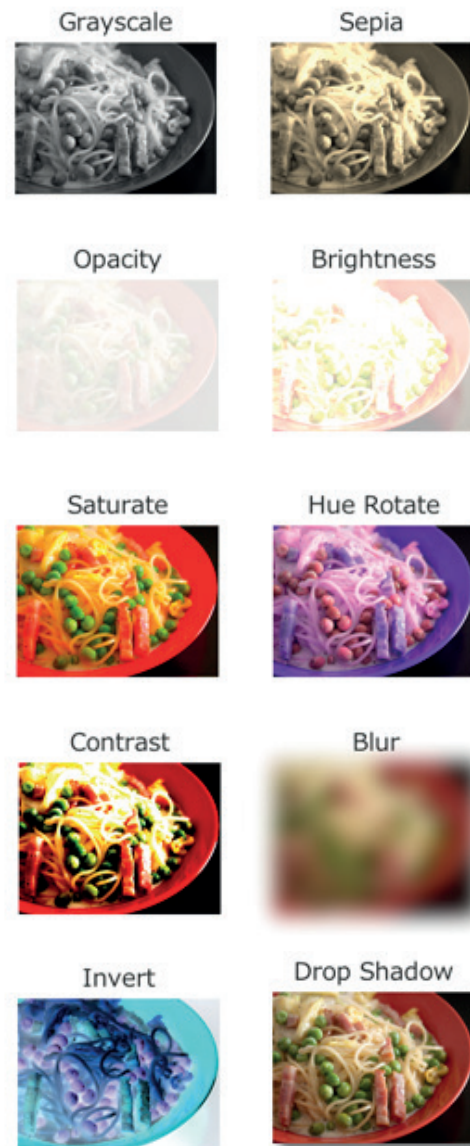 Grayscale
Sepia
Opacity
Brightness
Saturate
Hue Rotate
Contrast
Blur
Invert
Drop Shadow